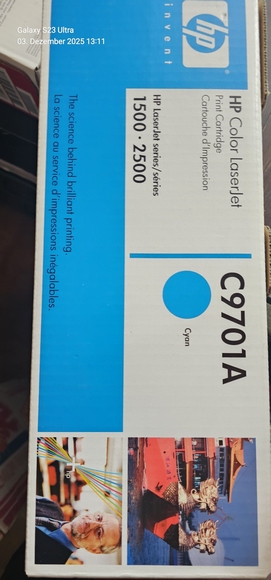 Galaxy S23 Ultra
03. Dezember 2025 13:11
hp
invent
HP Color LaserJet
Print Cartridge
Cartouche d'Impression
HP LaserJet series/séries
1500 · 2500
The science behind brilliant printing.
La science au service d'impressions inégalables.
C9701A
Cyan
+ hp